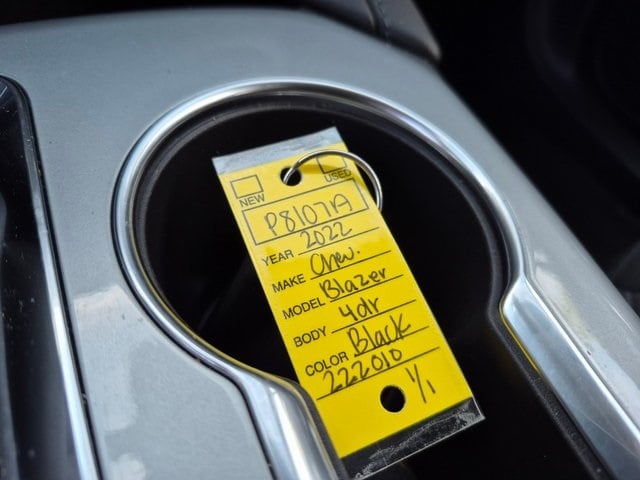 NEW USED
P8107A
YEAR 2022
MAKE Chev.
MODEL Blazer
BODY 4dr
COLOR Black
222010
1/1